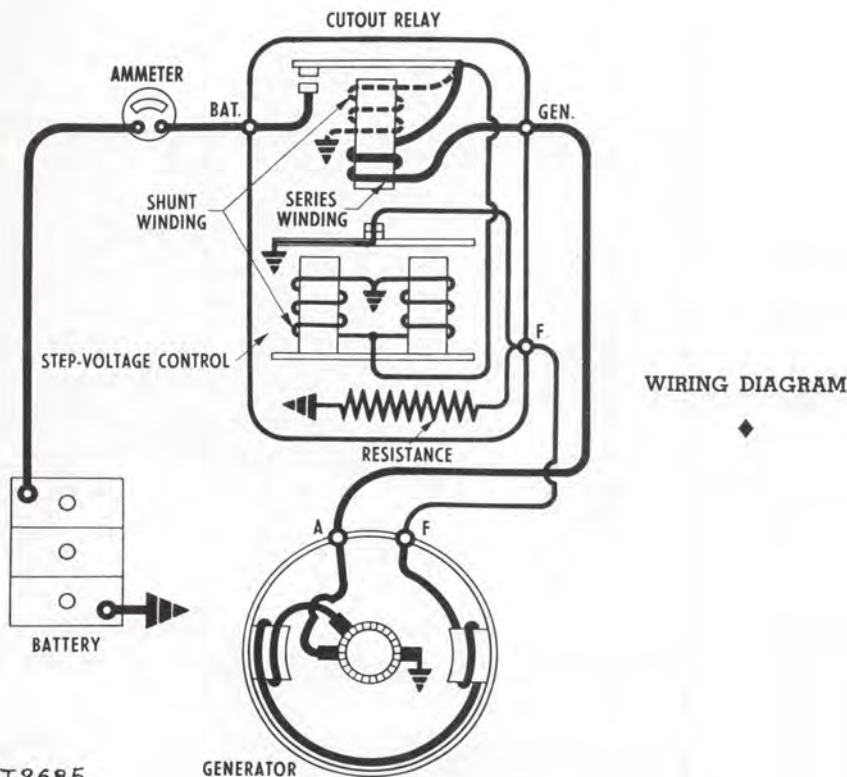 CUTOUT RELAY
AMMETER
BAT.
GEN.
SHUNT
WINDING
SERIES
WINDING
STEP-VOLTAGE CONTROL
F.
WIRING DIAGRAM
RESISTANCE
A
F
BATTERY
GENERATOR